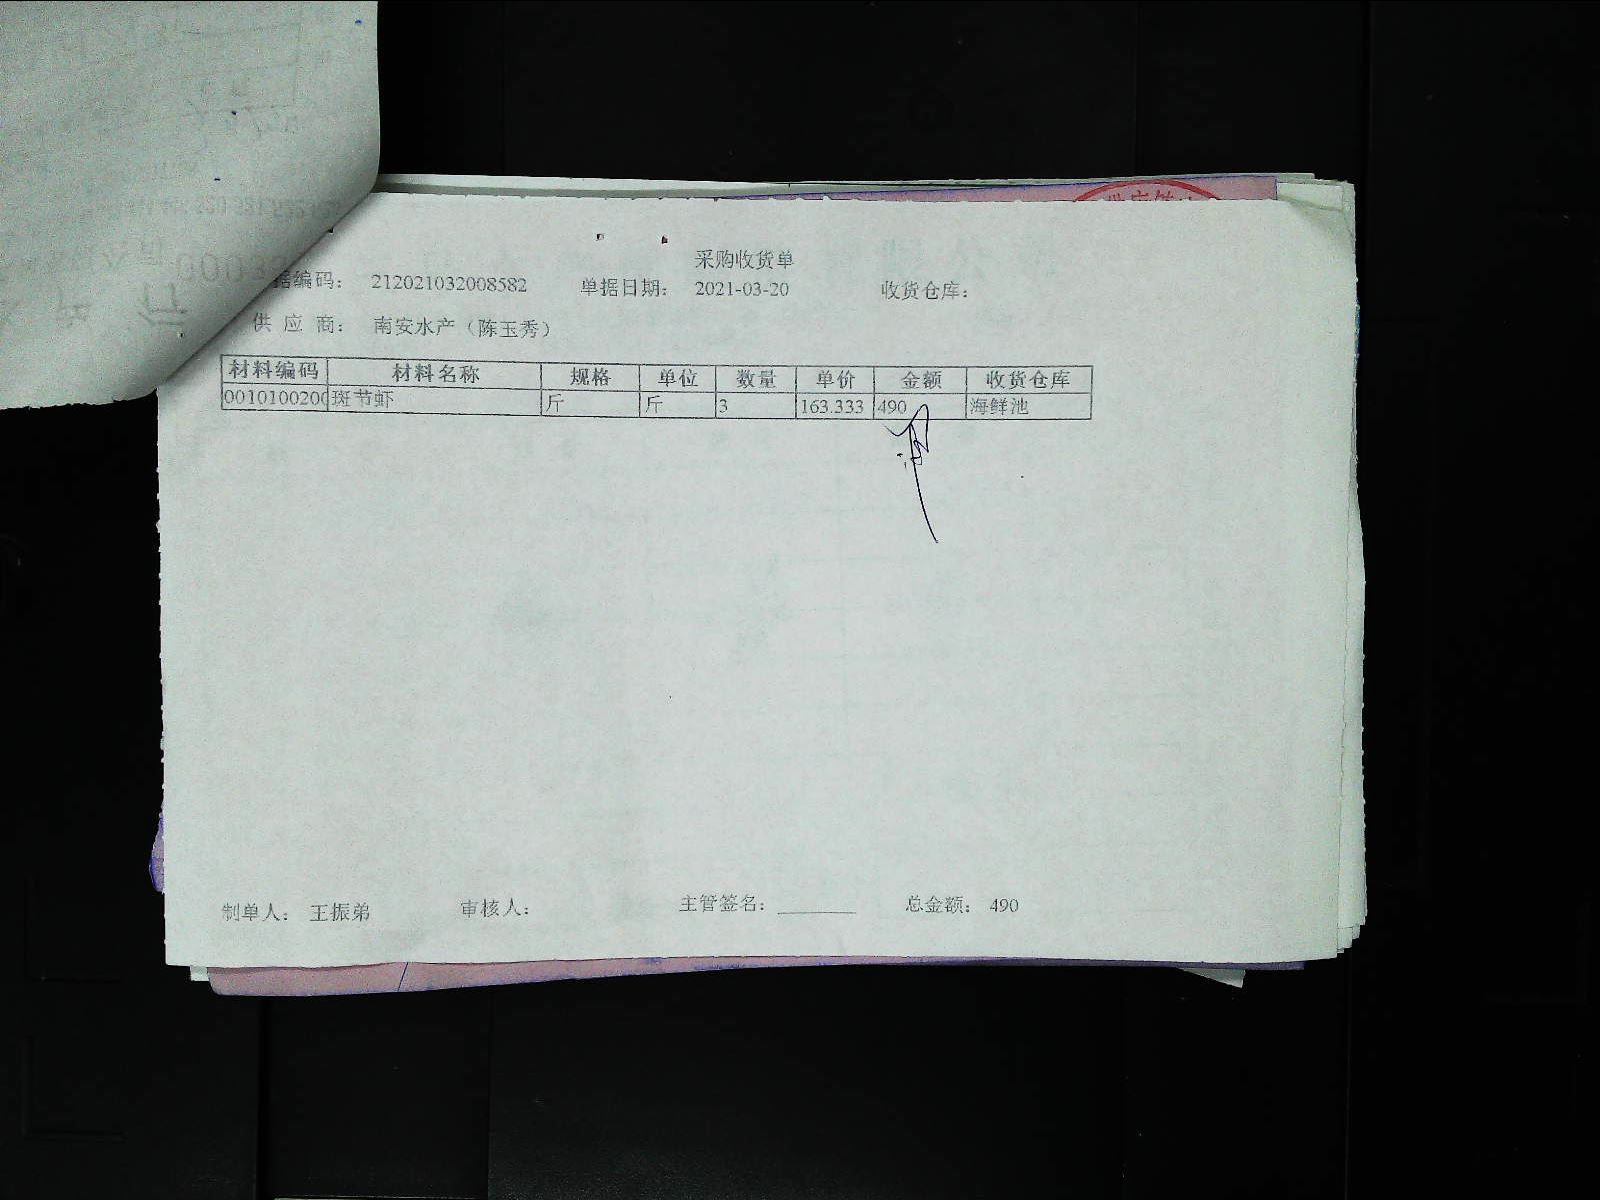 采购收货单
据编码： 212021032008582 单据日期： 2021-03-20 收货仓库：
供 应 商： 南安水产（陈玉秀）
材料编码 材料名称 规格 单位 数量 单价 金额 收货仓库
0010100200 斑节虾 斤 斤 3 163.333 490 海鲜池
制单人： 王振弟 审核人： 主管签名： ________ 总金额： 490